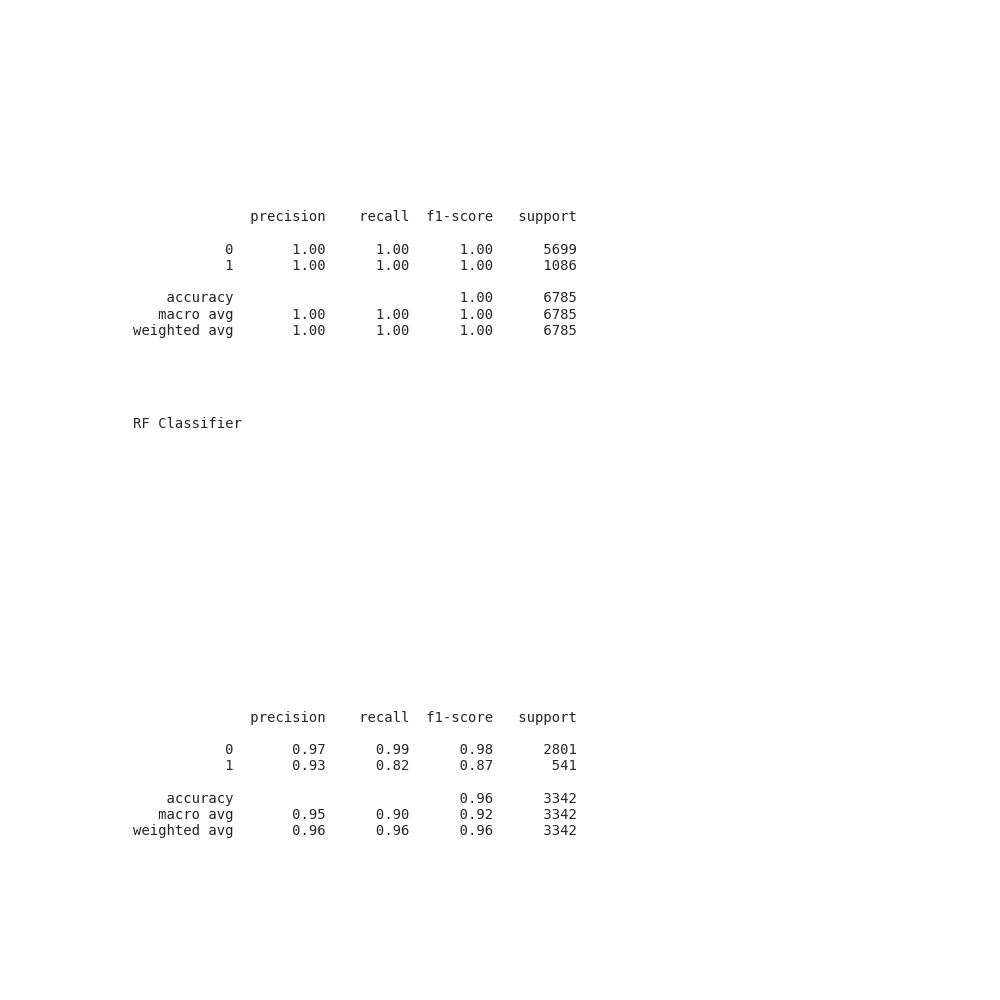 precision    recall  f1-score   support
0       1.00      1.00      1.00      5699
1       1.00      1.00      1.00      1086
accuracy                           1.00      6785
macro avg       1.00      1.00      1.00      6785
weighted avg       1.00      1.00      1.00      6785
RF Classifier
precision    recall  f1-score   support
0       0.97      0.99      0.98      2801
1       0.93      0.82      0.87       541
accuracy                           0.96      3342
macro avg       0.95      0.90      0.92      3342
weighted avg       0.96      0.96      0.96      3342